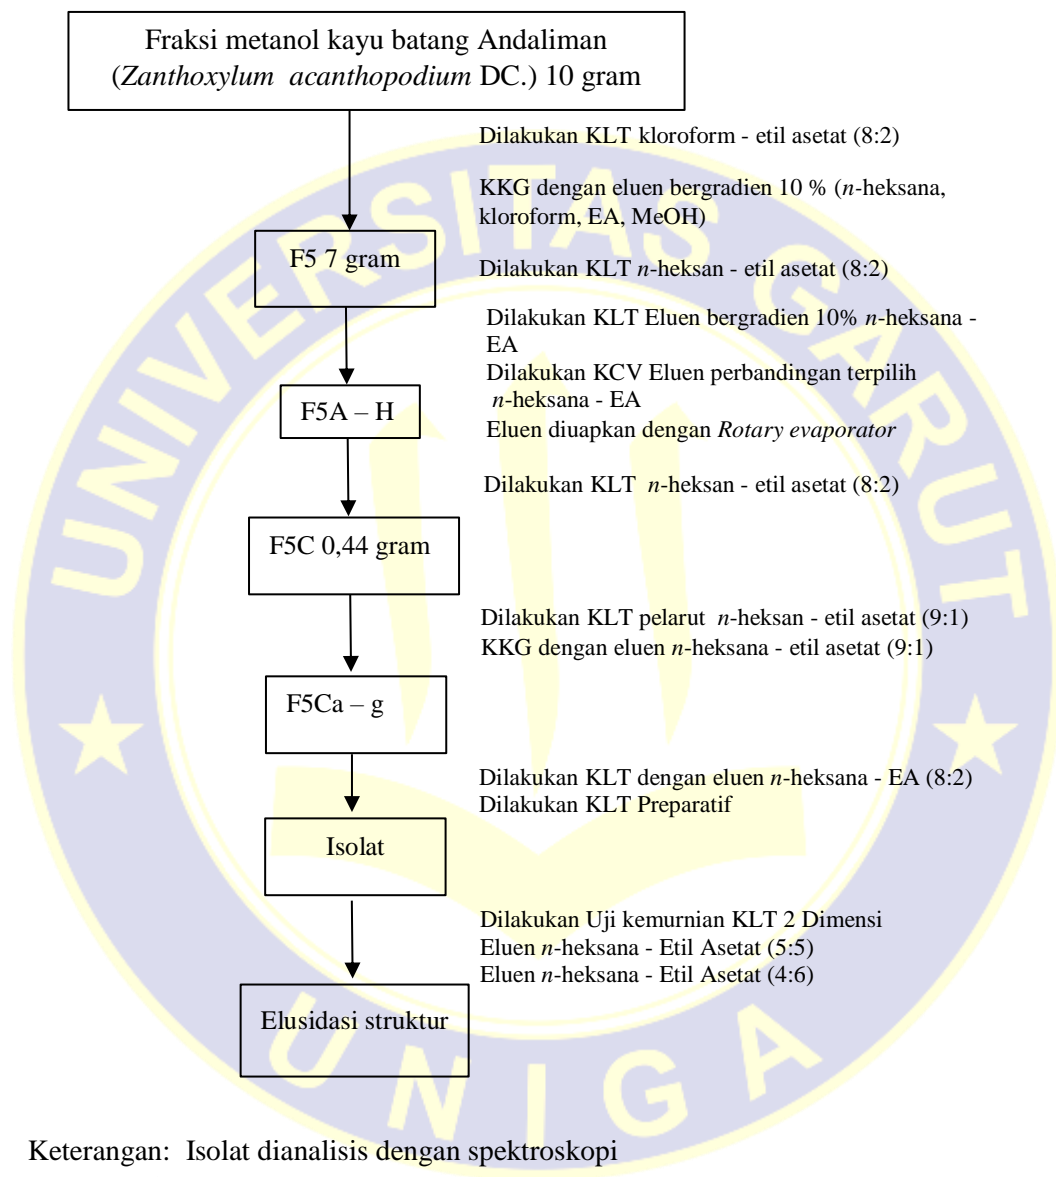 Fraksi metanol kayu batang Andaliman
(Zanthoxylum acanthopodium DC.) 10 gram
Dilakukan KLT kloroform - etil asetat (8:2)
KKG dengan eluen bergradien 10 % (n-heksana,
kloroform, EA, MeOH)
F5 7 gram
Dilakukan KLT n-heksan - etil asetat (8:2)
Dilakukan KLT Eluen bergradien 10% n-heksana -
EA
Dilakukan KCV Eluen perbandingan terpilih
n-heksana - EA
Eluen diuapkan dengan Rotary evaporator
F5A – H
Dilakukan KLT n-heksan - etil asetat (8:2)
F5C 0,44 gram
Dilakukan KLT pelarut n-heksan - etil asetat (9:1)
KKG dengan eluen n-heksana - etil asetat (9:1)
F5Ca – g
Dilakukan KLT dengan eluen n-heksana - EA (8:2)
Dilakukan KLT Preparatif
Isolat
Dilakukan Uji kemurnian KLT 2 Dimensi
Eluen n-heksana - Etil Asetat (5:5)
Eluen n-heksana - Etil Asetat (4:6)
Elusidasi struktur
Keterangan: Isolat dianalisis dengan spektroskopi
UNIVERSITAS GARUT
UNIGA